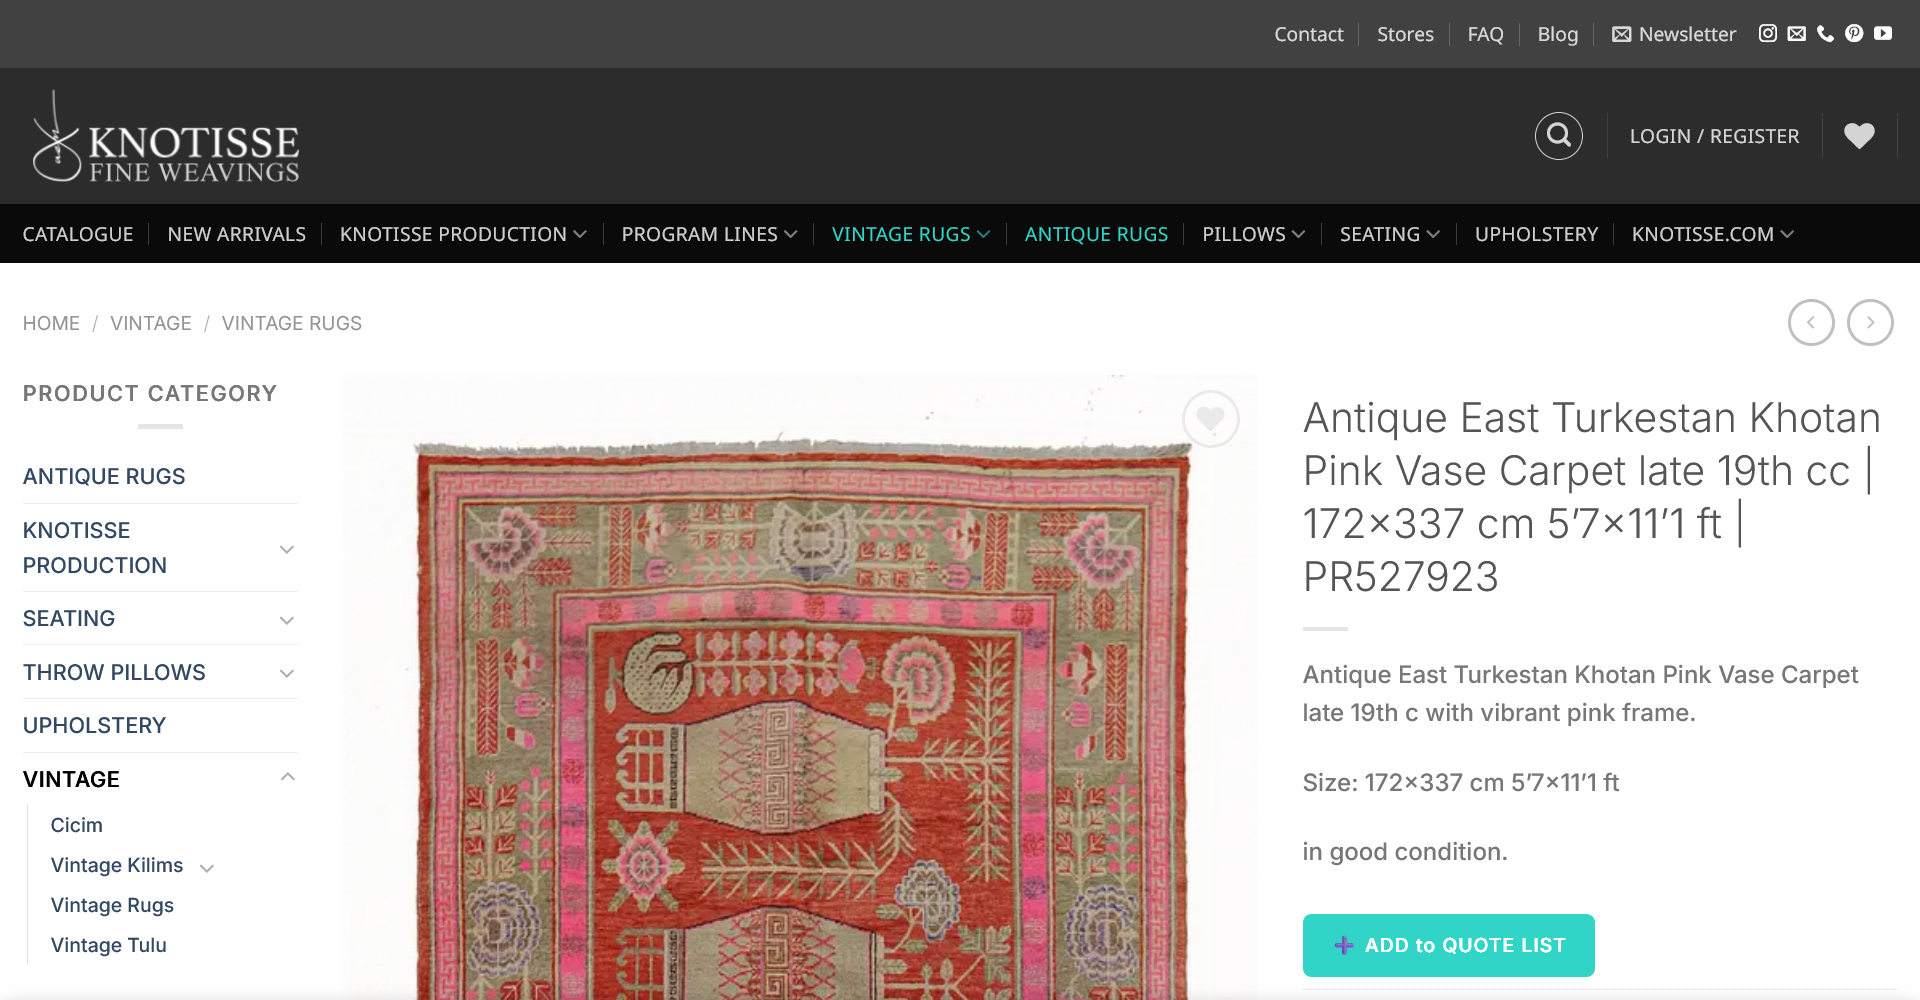 Contact
Stores
FAQ
Blog
Newsletter
KNOTISSE
FINE WEAVINGS
LOGIN / REGISTER
CATALOGUE
NEW ARRIVALS
KNOTISSE PRODUCTION
PROGRAM LINES
VINTAGE RUGS
ANTIQUE RUGS
PILLOWS
SEATING
UPHOLSTERY
KNOTISSE.COM
HOME / VINTAGE / VINTAGE RUGS
PRODUCT CATEGORY
ANTIQUE RUGS
KNOTISSE
PRODUCTION
SEATING
THROW PILLOWS
UPHOLSTERY
VINTAGE
Cicim
Vintage Kilims
Vintage Rugs
Vintage Tulu
Antique East Turkestan Khotan
Pink Vase Carpet late 19th cc |
172×337 cm 5′7×11′1 ft |
PR527923
Antique East Turkestan Khotan Pink Vase Carpet
late 19th c with vibrant pink frame.
Size: 172×337 cm 5′7×11′1 ft
in good condition.
ADD to QUOTE LIST